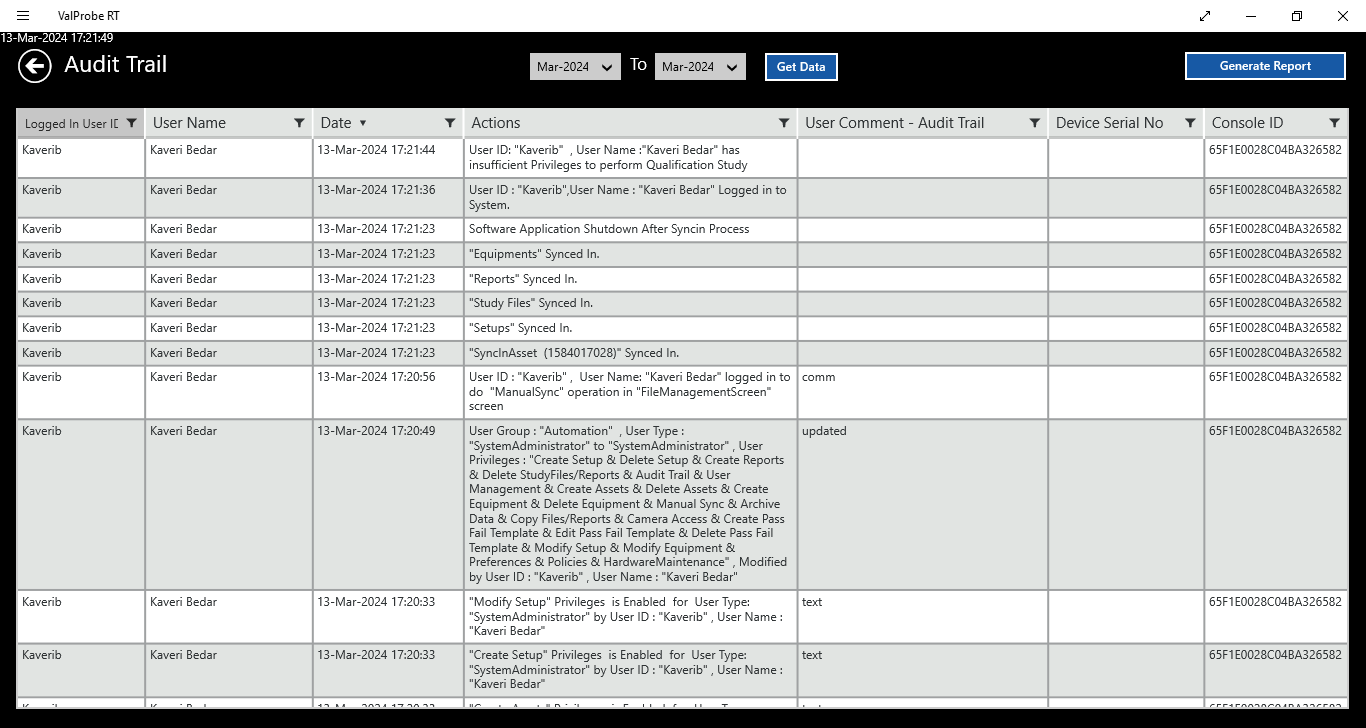 ValProbe RT
13-Mar-2024 17:21:49
Audit Trail
Mar-2024 To Mar-2024 Get Data Generate Report
Logged In User ID User Name Date Actions User Comment - Audit Trail Device Serial No Console ID
Kaverib Kaveri Bedar 13-Mar-2024 17:21:44 User ID: "Kaverib" , User Name :"Kaveri Bedar" has 65F1E0028C04BA326582
insufficient Privileges to perform Qualification Study
Kaverib Kaveri Bedar 13-Mar-2024 17:21:36 User ID : "Kaverib",User Name : "Kaveri Bedar" Logged in to 65F1E0028C04BA326582
System.
Kaverib Kaveri Bedar 13-Mar-2024 17:21:23 Software Application Shutdown After Syncin Process 65F1E0028C04BA326582
Kaverib Kaveri Bedar 13-Mar-2024 17:21:23 "Equipments" Synced In. 65F1E0028C04BA326582
Kaverib Kaveri Bedar 13-Mar-2024 17:21:23 "Reports" Synced In. 65F1E0028C04BA326582
Kaverib Kaveri Bedar 13-Mar-2024 17:21:23 "Study Files" Synced In. 65F1E0028C04BA326582
Kaverib Kaveri Bedar 13-Mar-2024 17:21:23 "Setups" Synced In. 65F1E0028C04BA326582
Kaverib Kaveri Bedar 13-Mar-2024 17:21:23 "SyncInAsset (1584017028)" Synced In. 65F1E0028C04BA326582
Kaverib Kaveri Bedar 13-Mar-2024 17:20:56 User ID : "Kaverib" , User Name: "Kaveri Bedar" logged in to comm 65F1E0028C04BA326582
do "ManualSync" operation in "FileManagementScreen"
screen
Kaverib Kaveri Bedar 13-Mar-2024 17:20:49 User Group : "Automation" , User Type : updated 65F1E0028C04BA326582
"SystemAdministrator" to "SystemAdministrator" , User
Privileges : "Create Setup & Delete Setup & Create Reports
& Delete StudyFiles/Reports & Audit Trail & User
Management & Create Assets & Delete Assets & Create
Equipment & Delete Equipment & Manual Sync & Archive
Data & Copy Files/Reports & Camera Access & Create Pass
Fail Template & Edit Pass Fail Template & Delete Pass Fail
Template & Modify Setup & Modify Equipment &
Preferences & Policies & HardwareMaintenance" , Modified
by User ID : "Kaverib" , User Name : "Kaveri Bedar"
Kaverib Kaveri Bedar 13-Mar-2024 17:20:33 "Modify Setup" Privileges is Enabled for User Type: text 65F1E0028C04BA326582
"SystemAdministrator" by User ID : "Kaverib" , User Name :
"Kaveri Bedar"
Kaverib Kaveri Bedar 13-Mar-2024 17:20:33 "Create Setup" Privileges is Enabled for User Type: text 65F1E0028C04BA326582
"SystemAdministrator" by User ID : "Kaverib" , User Name :
"Kaveri Bedar"